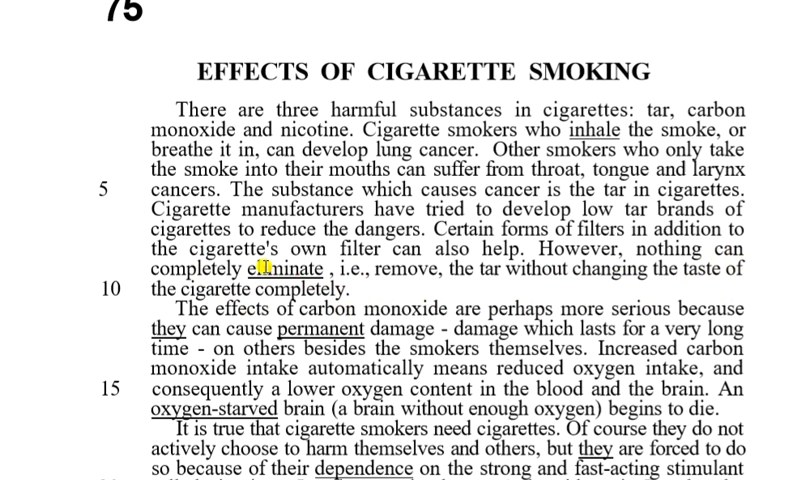 75
EFFECTS OF CIGARETTE SMOKING
There are three harmful substances in cigarettes: tar, carbon
monoxide and nicotine. Cigarette smokers who inhale the smoke, or
breathe it in, can develop lung cancer. Other smokers who only take
the smoke into their mouths can suffer from throat, tongue and larynx
5 cancers. The substance which causes cancer is the tar in cigarettes.
Cigarette manufacturers have tried to develop low tar brands of
cigarettes to reduce the dangers. Certain forms of filters in addition to
the cigarette's own filter can also help. However, nothing can
completely eliminate , i.e., remove, the tar without changing the taste of
10 the cigarette completely.
The effects of carbon monoxide are perhaps more serious because
they can cause permanent damage - damage which lasts for a very long
time - on others besides the smokers themselves. Increased carbon
monoxide intake automatically means reduced oxygen intake, and
15 consequently a lower oxygen content in the blood and the brain. An
oxygen-starved brain (a brain without enough oxygen) begins to die.
It is true that cigarette smokers need cigarettes. Of course they do not
actively choose to harm themselves and others, but they are forced to do
so because of their dependence on the strong and fast-acting stimulant